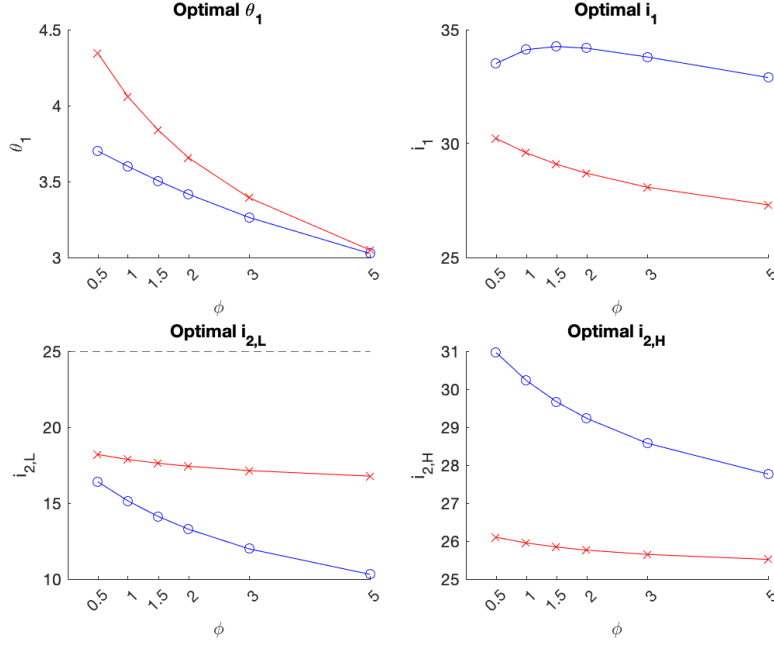 Optimal θ1
4.5
4
3.5
3
θ1
0.5 1 1.5 2 3 5
ϕ
Optimal i1
35
30
25
i1
0.5 1 1.5 2 3 5
ϕ
Optimal i2,L
25
20
15
10
i2,L
0.5 1 1.5 2 3 5
ϕ
Optimal i2,H
31
30
29
28
27
26
25
i2,H
0.5 1 1.5 2 3 5
ϕ